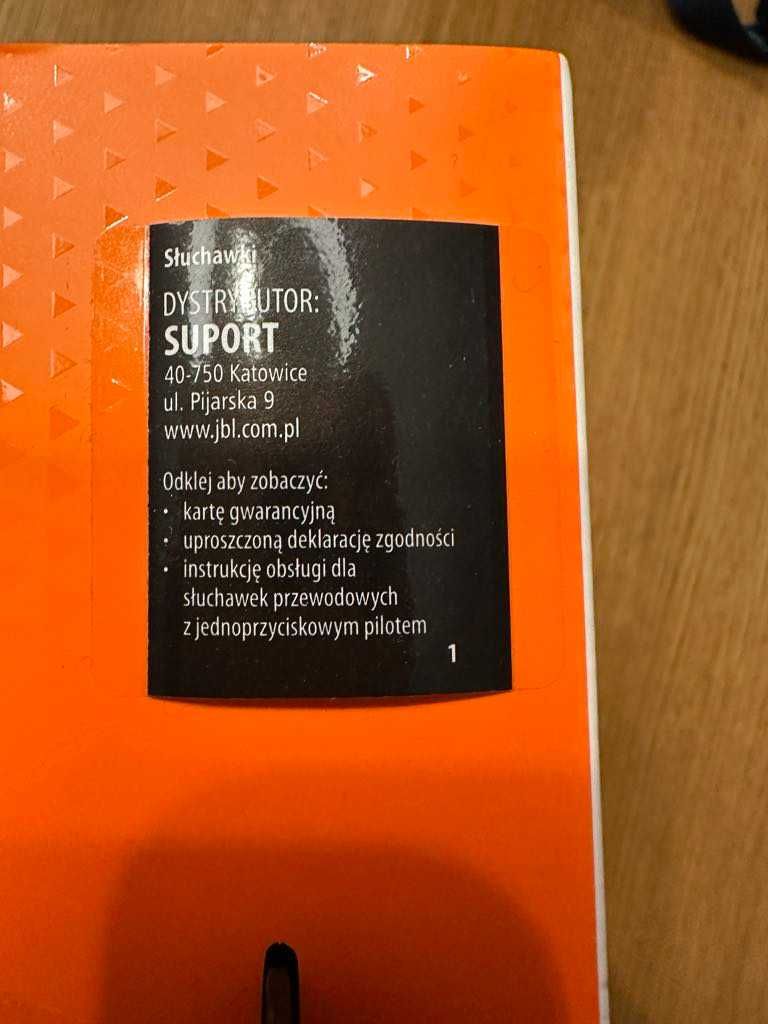 Słuchawki
DYSTRYBUTOR:
SUPORT
40-750 Katowice
ul. Pijarska 9
www.jbl.com.pl
Odklej aby zobaczyć:
• kartę gwarancyjną
• uproszczoną deklarację zgodności
• instrukcję obsługi dla
słuchawek przewodowych
z jednoprzyciskowym pilotem
1